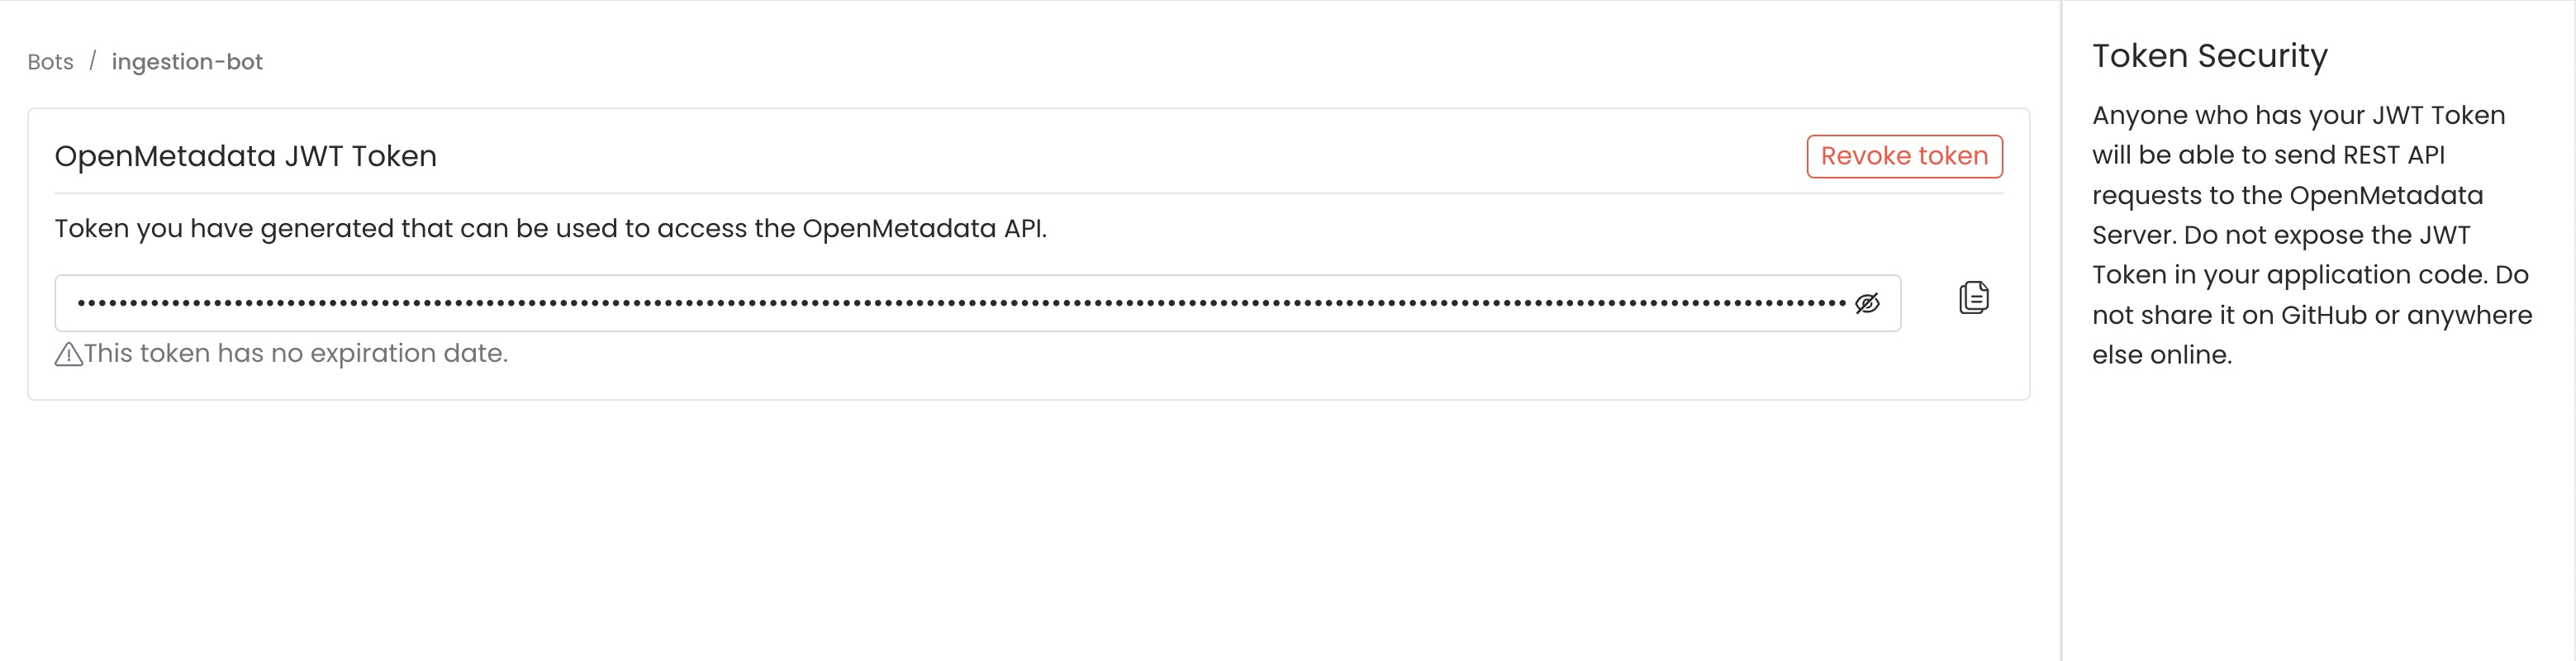 Bots / ingestion-bot
OpenMetadata JWT Token
Revoke token
Token you have generated that can be used to access the OpenMetadata API.
This token has no expiration date.
Token Security
Anyone who has your JWT Token
will be able to send REST API
requests to the OpenMetadata
Server. Do not expose the JWT
Token in your application code. Do
not share it on GitHub or anywhere
else online.